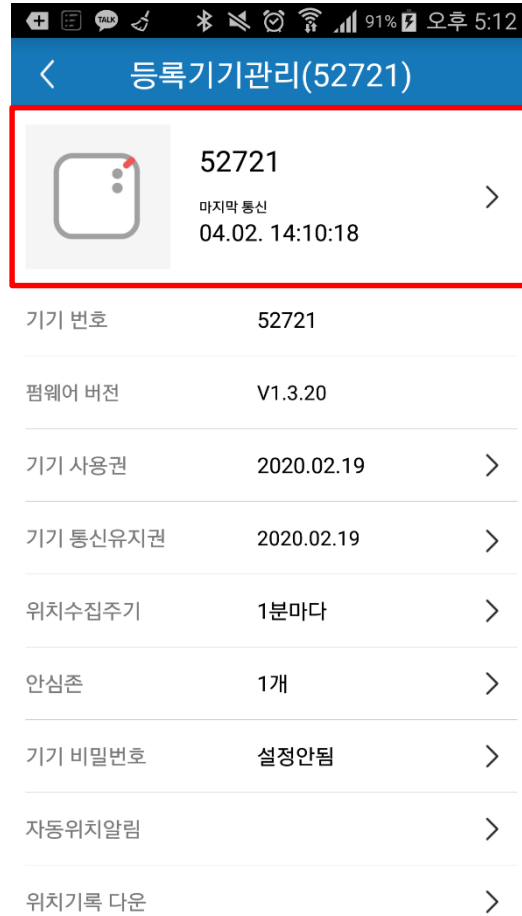 TALK 91% 오후 5:12
등록기기관리(52721)
52721
마지막 통신
04.02. 14:10:18
기기 번호 52721
펌웨어 버전 V1.3.20
기기 사용권 2020.02.19
기기 통신유지권 2020.02.19
위치수집주기 1분마다
안심존 1개
기기 비밀번호 설정안됨
자동위치알림
위치기록 다운